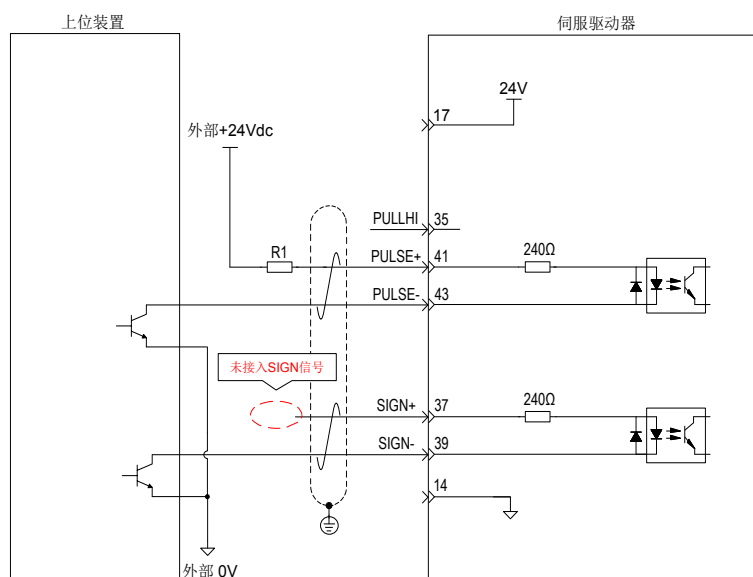 上位装置
伺服驱动器
24V
17
外部+24Vdc
PULLHI
35
R1
PULSE+
41
240Ω
PULSE-
43
未接入SIGN信号
SIGN+
37
240Ω
SIGN-
39
14
外部 0V